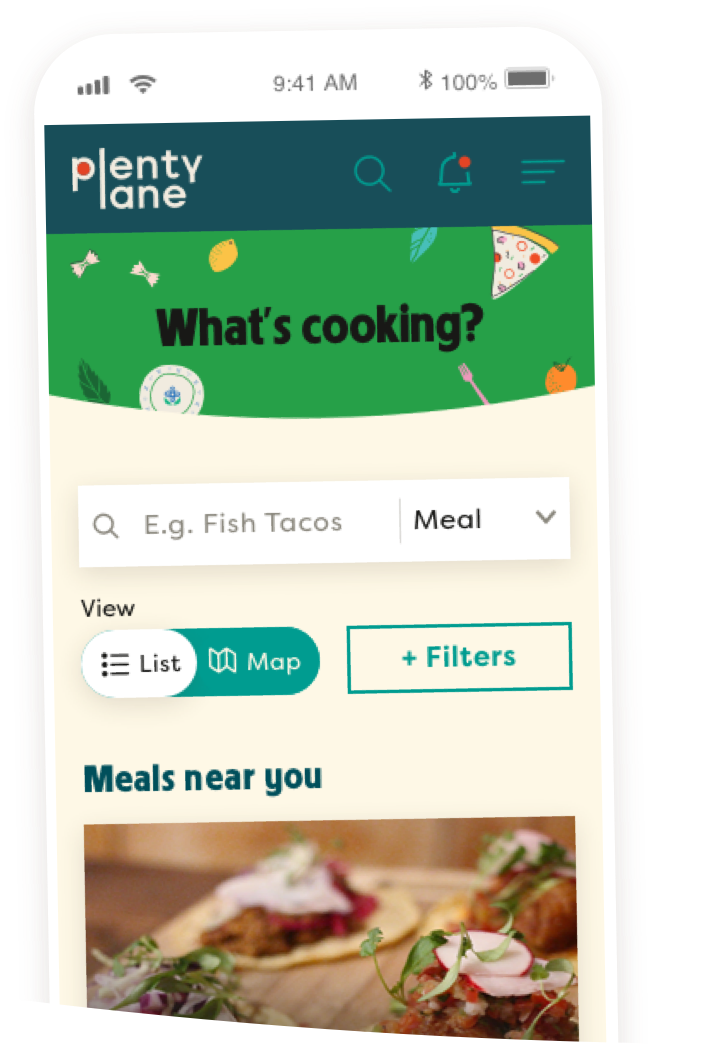 9:41 AM 100%
plenty
lane
What's cooking?
E.g. Fish Tacos Meal
View
List Map + Filters
Meals near you